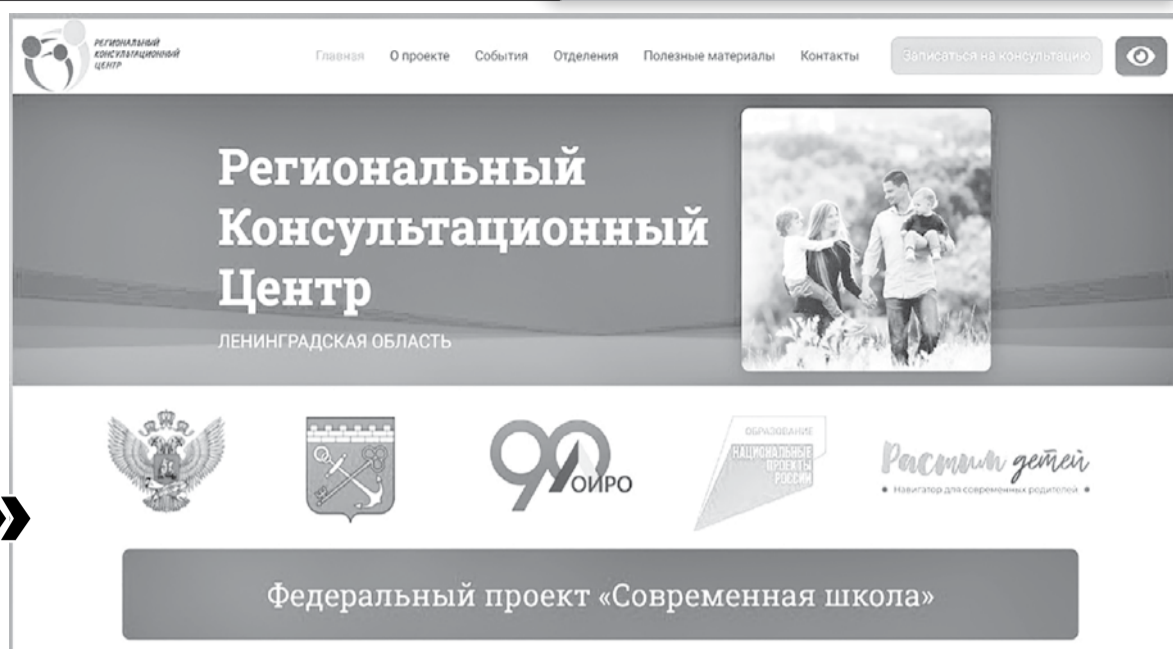 РЕГИОНАЛЬНЫЙ
КОНСУЛЬТАЦИОННЫЙ
ЦЕНТР
Главная О проекте События Отделения Полезные материалы Контакты Записаться на консультацию
Региональный
Консультационный
Центр
ЛЕНИНГРАДСКАЯ ОБЛАСТЬ
90
ЛОИРО
ОБРАЗОВАНИЕ
НАЦИОНАЛЬНЫЕ
ПРОЕКТЫ
РОССИИ
Растим детей
• Навигатор для современных родителей •
Федеральный проект «Современная школа»